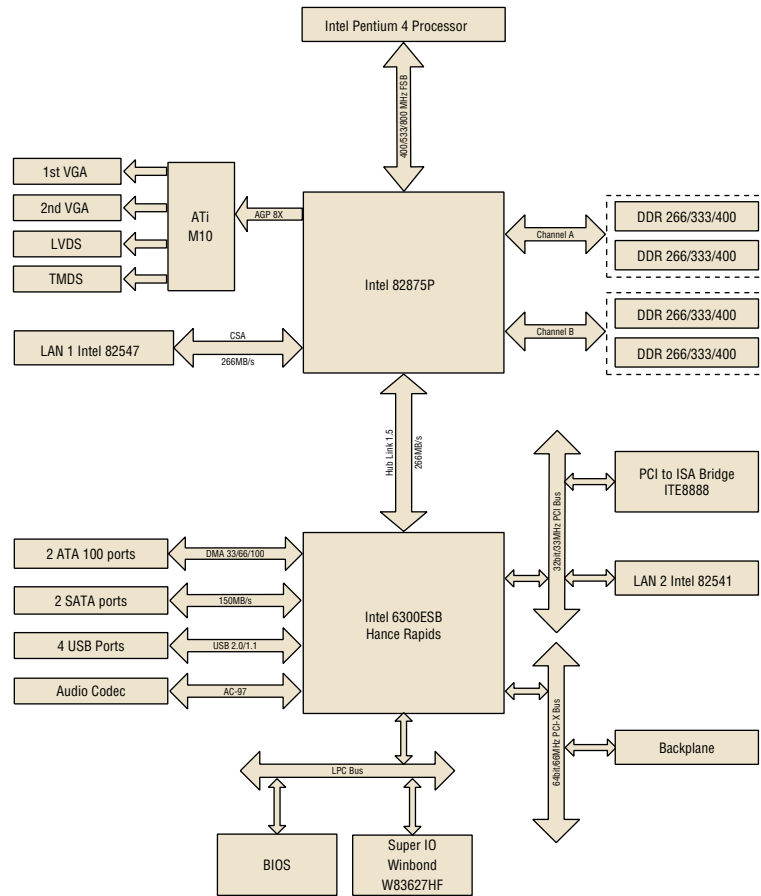 Intel Pentium 4 Processor
400/533/800 MHz FSB
1st VGA
2nd VGA
LVDS
TMDS
ATi
M10
AGP 8X
Intel 82875P
Channel A
DDR 266/333/400
DDR 266/333/400
Channel B
DDR 266/333/400
DDR 266/333/400
LAN 1 Intel 82547
CSA
266MB/s
Hub Link 1.5
266MB/s
32bit/33MHz PCI Bus
PCI to ISA Bridge
ITE8888
LAN 2 Intel 82541
2 ATA 100 ports
DMA 33/66/100
2 SATA ports
150MB/s
4 USB Ports
USB 2.0/1.1
Audio Codec
AC-97
Intel 6300ESB
Hance Rapids
64bit/66MHz PCI-X Bus
Backplane
LPC Bus
BIOS
Super IO
Winbond
W83627HF